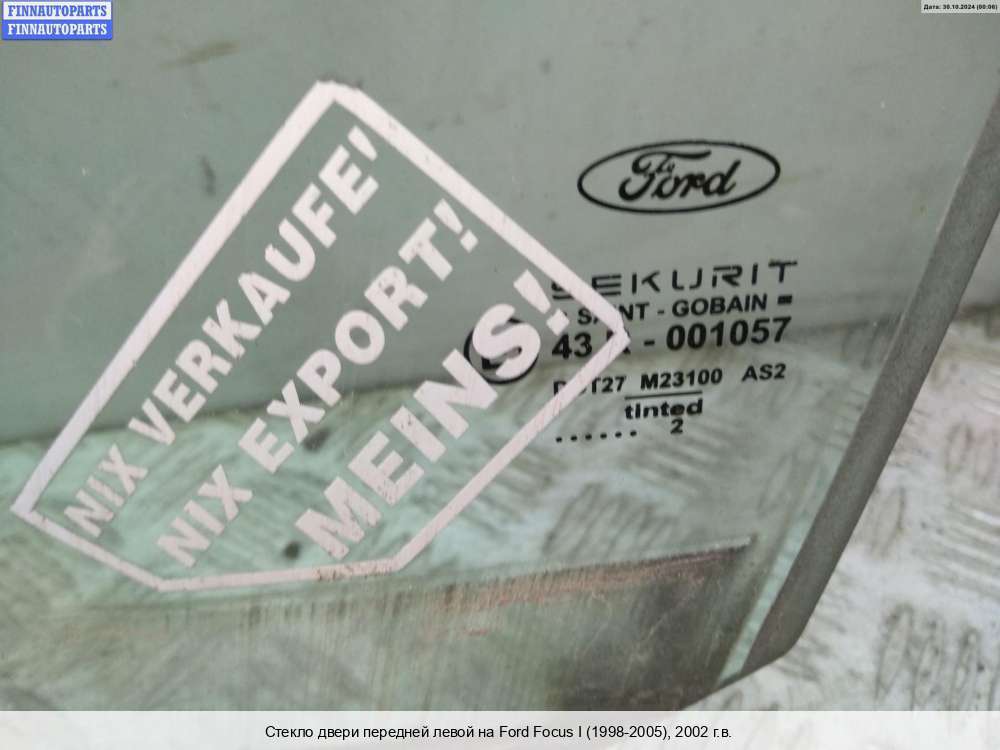 FINNAUTOPARTS
FINNAUTOPARTS
Дата: 30.10.2024 (00:06)
NIX VERKAUFE!
NIX EXPORT!
MEINS!
Ford
SEKURIT
SAINT - GOBAIN
43 - 001057
M23100 AS2
tinted
2
Стекло двери передней левой на Ford Focus I (1998-2005), 2002 г.в.